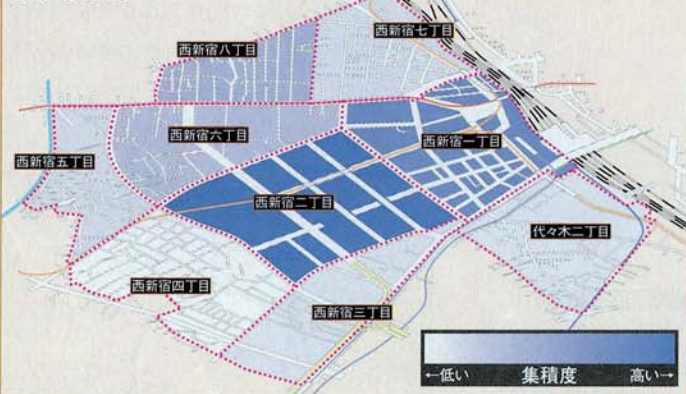 西新宿八丁目
西新宿七丁目
西新宿五丁目
西新宿六丁目
西新宿一丁目
西新宿二丁目
代々木二丁目
西新宿四丁目
西新宿三丁目
←低い 集積度 高い→